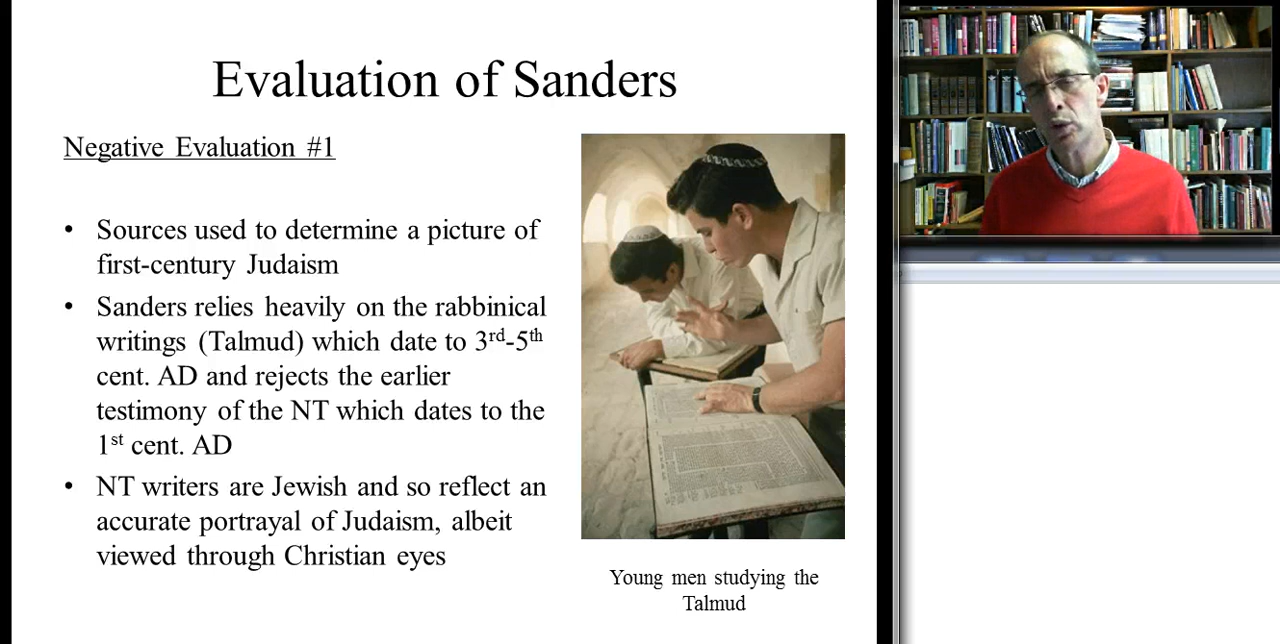 Evaluation of Sanders
Negative Evaluation #1
• Sources used to determine a picture of
first-century Judaism
• Sanders relies heavily on the rabbinical
writings (Talmud) which date to 3rd-5th
cent. AD and rejects the earlier
testimony of the NT which dates to the
1st cent. AD
• NT writers are Jewish and so reflect an
accurate portrayal of Judaism, albeit
viewed through Christian eyes
Young men studying the
Talmud